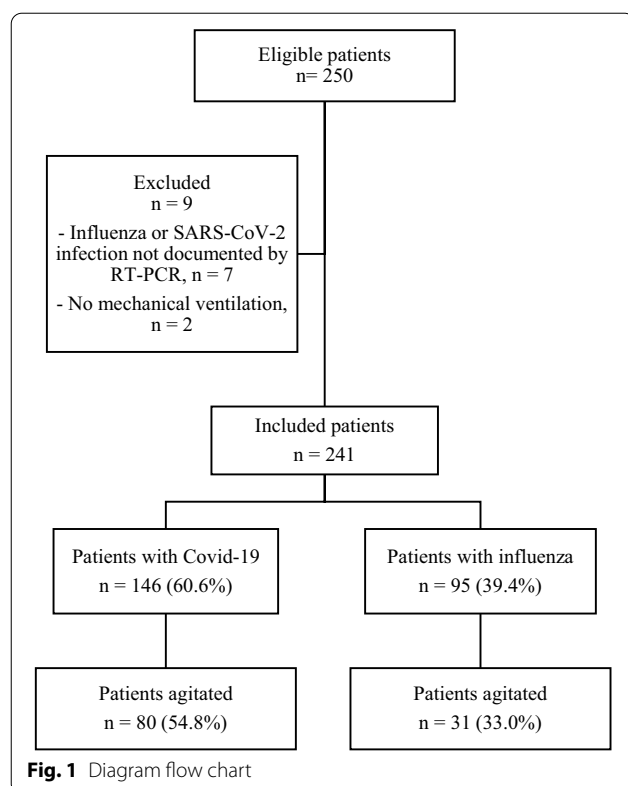 Eligible patients
n= 250
Excluded
n = 9
- Influenza or SARS-CoV-2
infection not documented by
RT-PCR, n = 7
- No mechanical ventilation,
n = 2
Included patients
n = 241
Patients with Covid-19
n = 146 (60.6%)
Patients with influenza
n = 95 (39.4%)
Patients agitated
n = 80 (54.8%)
Patients agitated
n = 31 (33.0%)
Fig. 1 Diagram flow chart